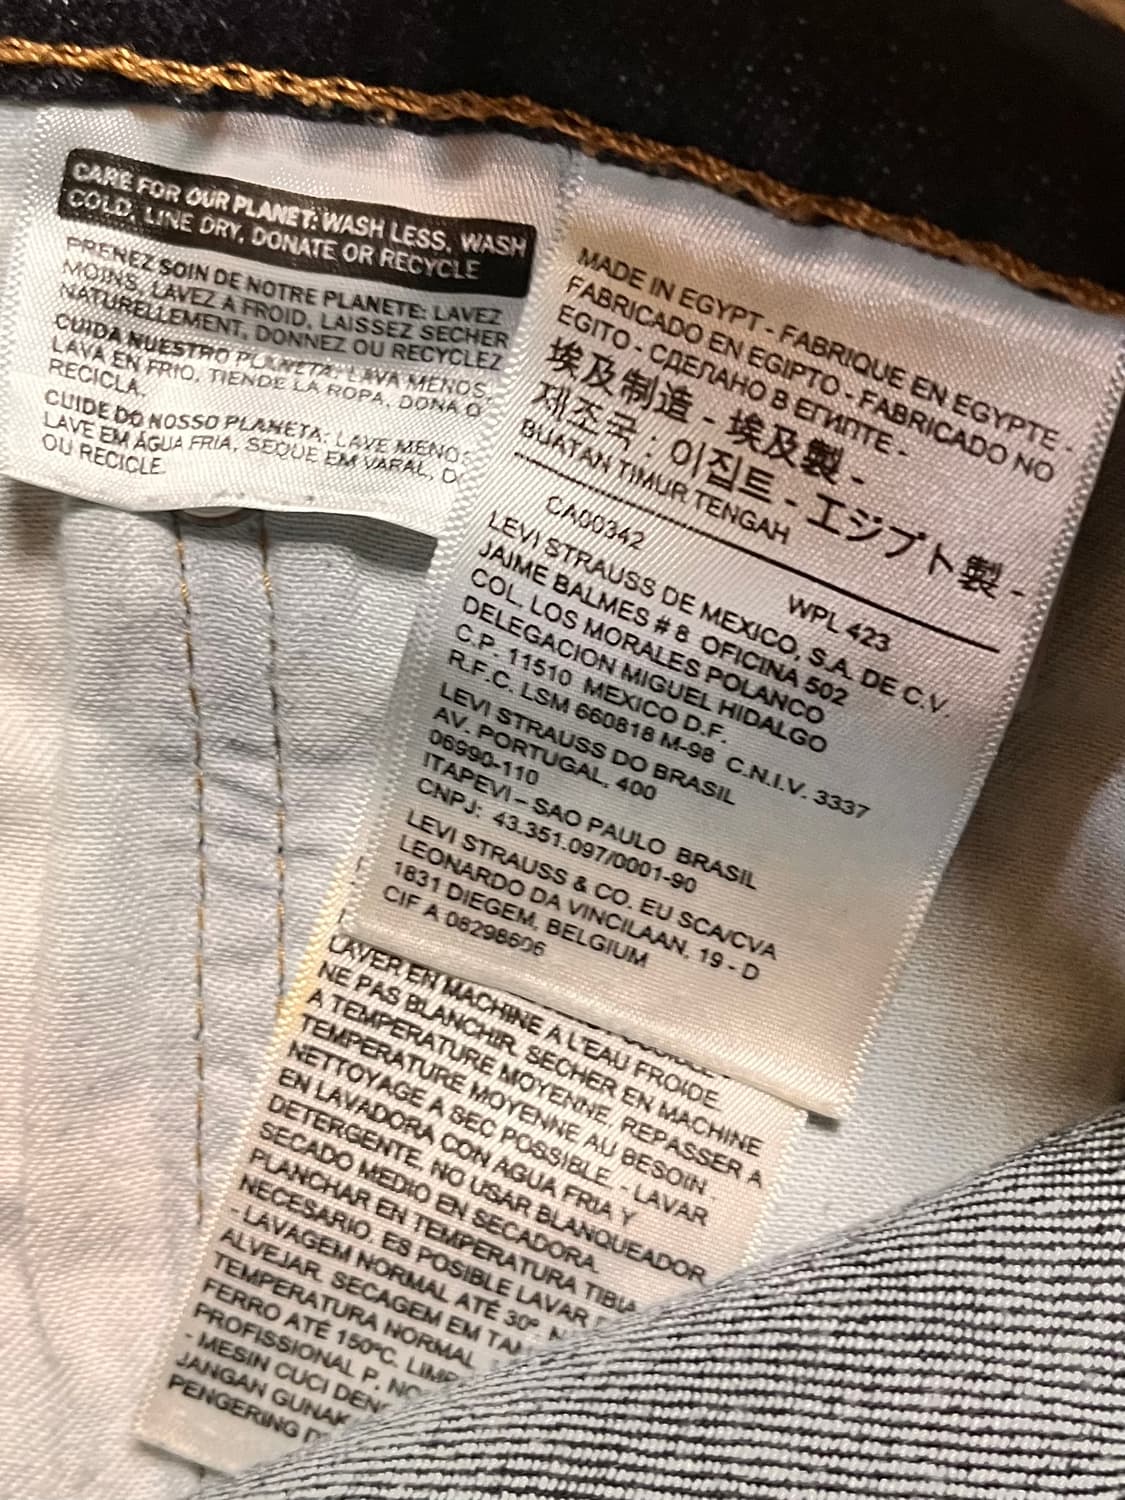 CARE FOR OUR PLANET: WASH LESS, WASH
COLD, LINE DRY, DONATE OR RECYCLE
PRENEZ SOIN DE NOTRE PLANETE: LAVEZ
MOINS, LAVEZ A FROID, LAISSEZ SECHER
NATURELLEMENT, DONNEZ OU RECYCLEZ
CUIDA NUESTRO PLANETA: LAVA MENOS,
LAVA EN FRIO, TIENDE LA ROPA, DONA O
RECICLA.
CUIDE DO NOSSO PLANETA: LAVE MENOS
LAVE EM ÁGUA FRIA, SEQUE EM VARAL, D
OU RECICLE.
MADE IN EGYPT - FABRIQUE EN EGYPTE -
FABRICADO EN EGIPTO - FABRICADO NO
EGITO - СДЕЛАНО В ЕГИПТЕ -
埃及制造 - 埃及製 -
제조국 : 이집트 - エジプト製 -
BUATAN TIMUR TENGAH
CA00342 WPL 423
LEVI STRAUSS DE MEXICO, S.A. DE C.V.
JAIME BALMES # 8 OFICINA 502
COL. LOS MORALES POLANCO
DELEGACION MIGUEL HIDALGO
C.P. 11510 MEXICO D.F.
R.F.C. LSM 660818 M-98 C.N.I.V. 3337
LEVI STRAUSS DO BRASIL
AV. PORTUGAL, 400
06990-110
ITAPEVI – SAO PAULO BRASIL
CNPJ: 43.351.097/0001-90
LEVI STRAUSS & CO. EU SCA/CVA
LEONARDO DA VINCILAAN, 19 - D
1831 DIEGEM, BELGIUM
CIF A 08298606
LAVER EN MACHINE A L'EAU FROIDE.
NE PAS BLANCHIR, SECHER EN MACHINE
A TEMPERATURE MOYENNE, REPASSER A
TEMPERATURE MOYENNE AU BESOIN.
NETTOYAGE A SEC POSSIBLE. - LAVAR
EN LAVADORA CON AGUA FRIA Y
DETERGENTE, NO USAR BLANQUEADOR
SECADO MEDIO EN SECADORA.
PLANCHAR EN TEMPERATURA TIBIA
NECESARIO. ES POSIBLE LAVAR
- LAVAGEM NORMAL ATÉ 30º
ALVEJAR. SECAGEM EM
TEMPERATURA NORMAL
FERRO ATÉ 150ºC.
PROFISSIONAL P.
- MESIN CUCI
JANGAN
PENGERING